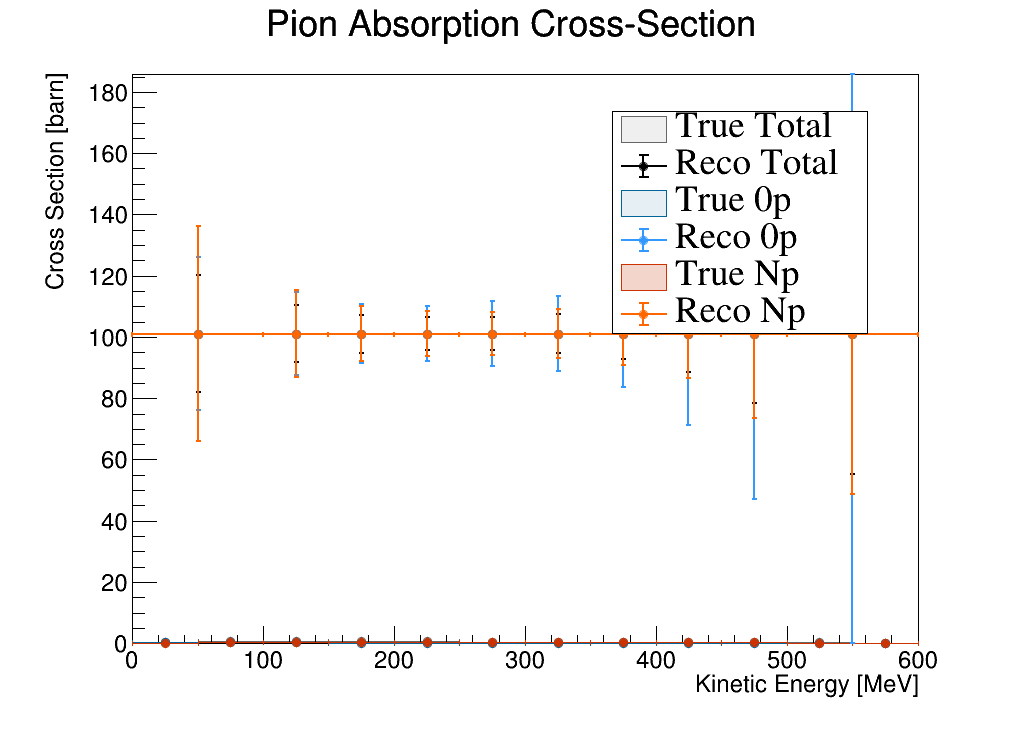 Pion Absorption Cross-Section
Cross Section [barn]
180
160
140
120
100
80
60
40
20
0
True Total
Reco Total
True 0p
Reco 0p
True Np
Reco Np
0 100 200 300 400 500 600
Kinetic Energy [MeV]